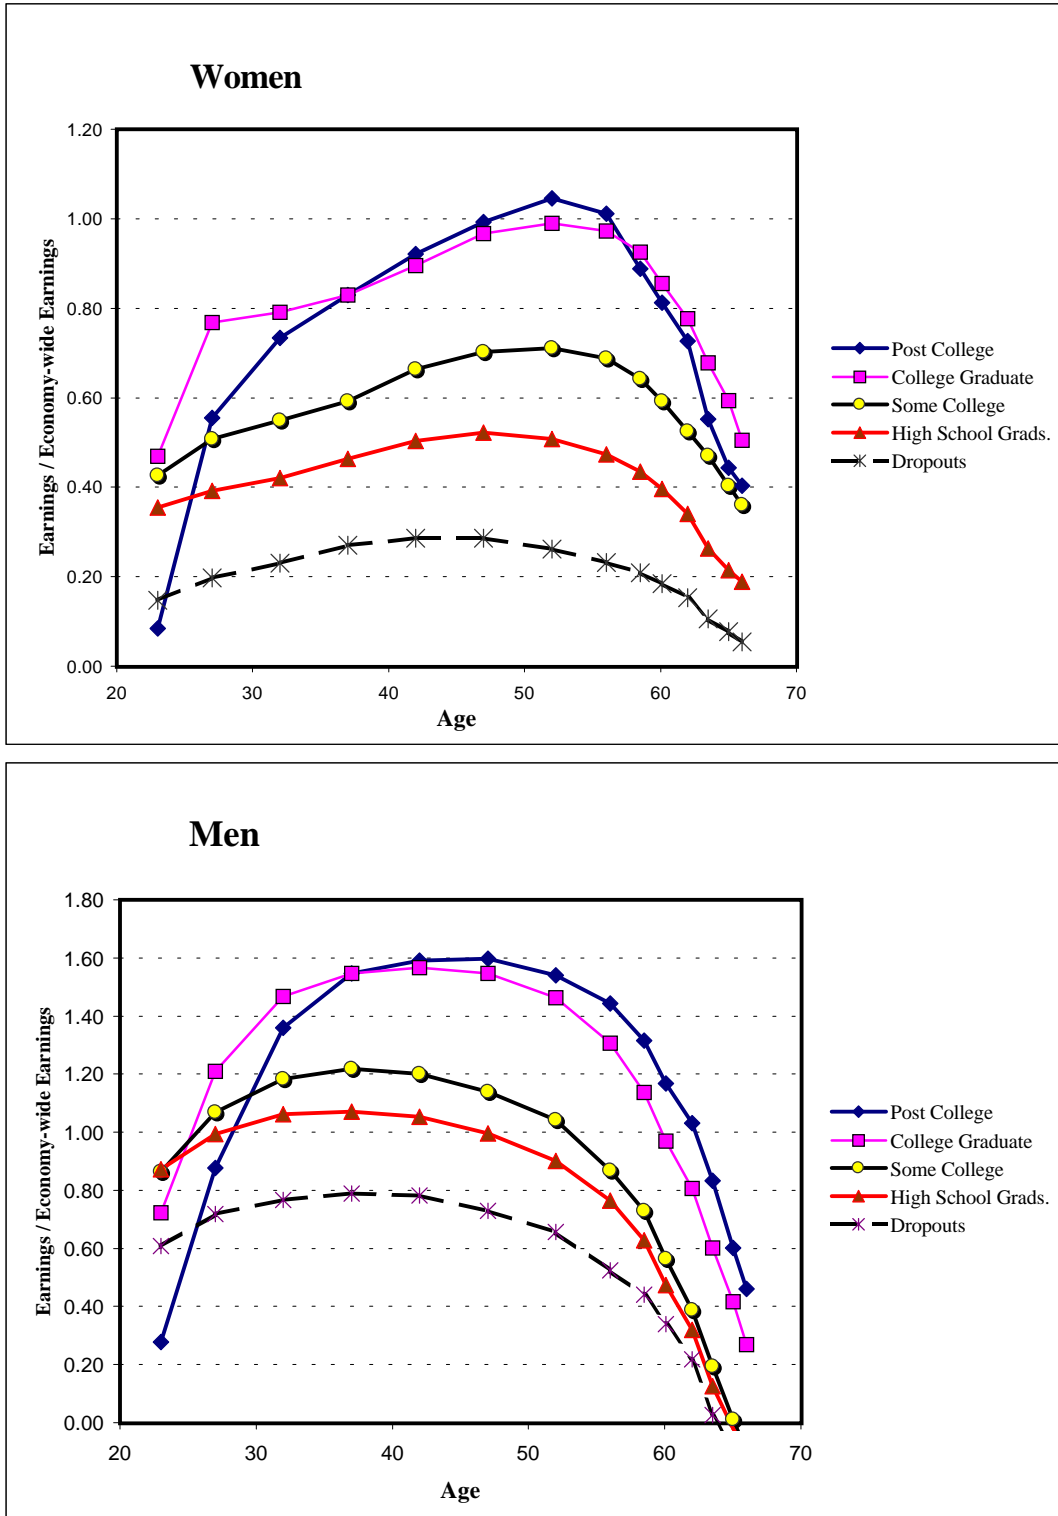 Women
1.20
1.00
0.80
0.60
0.40
0.20
0.00
Earnings / Economy-wide Earnings
20 30 40 50 60 70
Age
Post College
College Graduate
Some College
High School Grads.
Dropouts
Men
1.80
1.60
1.40
1.20
1.00
0.80
0.60
0.40
0.20
0.00
Earnings / Economy-wide Earnings
20 30 40 50 60 70
Age
Post College
College Graduate
Some College
High School Grads.
Dropouts